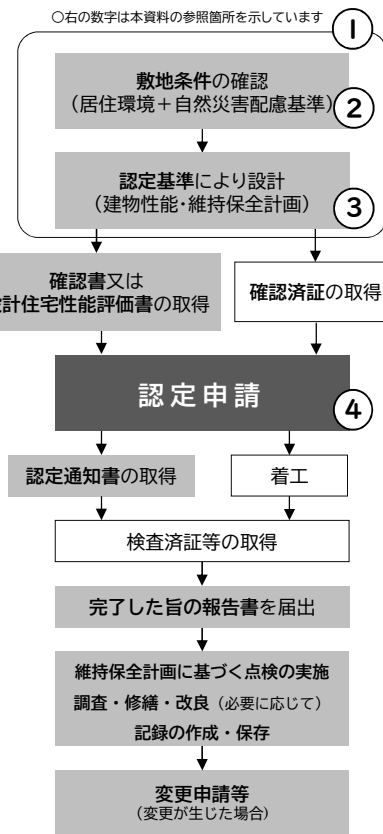 ○右の数字は本資料の参照箇所を示しています
①
敷地条件の確認
(居住環境+自然災害配慮基準)
②
認定基準により設計
(建物性能・維持保全計画)
③
確認書又は
計住宅性能評価書の取得
確認済証の取得
認定申請
④
認定通知書の取得
着工
検査済証等の取得
完了した旨の報告書を届出
維持保全計画に基づく点検の実施
調査・修繕・改良(必要に応じて)
記録の作成・保存
変更申請等
(変更が生じた場合)